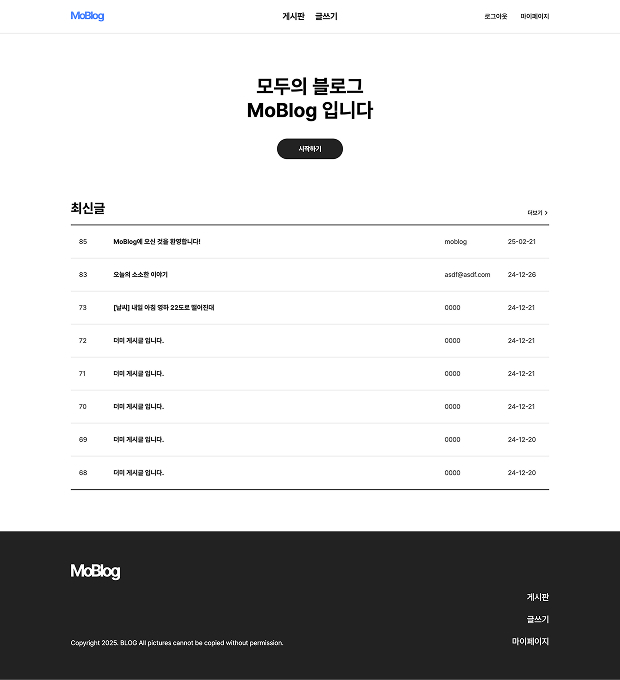 MoBlog 게시판 글쓰기 로그아웃 마이페이지
모두의 블로그
MoBlog 입니다
시작하기
최신글 더보기 >
85 MoBlog에 오신 것을 환영합니다! moblog 25-02-21
83 오늘의 소소한 이야기 asdf@asdf.com 24-12-26
73 [날씨] 내일 아침 영하 22도로 떨어진대 0000 24-12-21
72 더미 게시글 입니다. 0000 24-12-21
71 더미 게시글 입니다. 0000 24-12-21
70 더미 게시글 입니다. 0000 24-12-21
69 더미 게시글 입니다. 0000 24-12-20
68 더미 게시글 입니다. 0000 24-12-20
MoBlog
게시판
글쓰기
Copyright 2025. BLOG All pictures cannot be copied without permission. 마이페이지